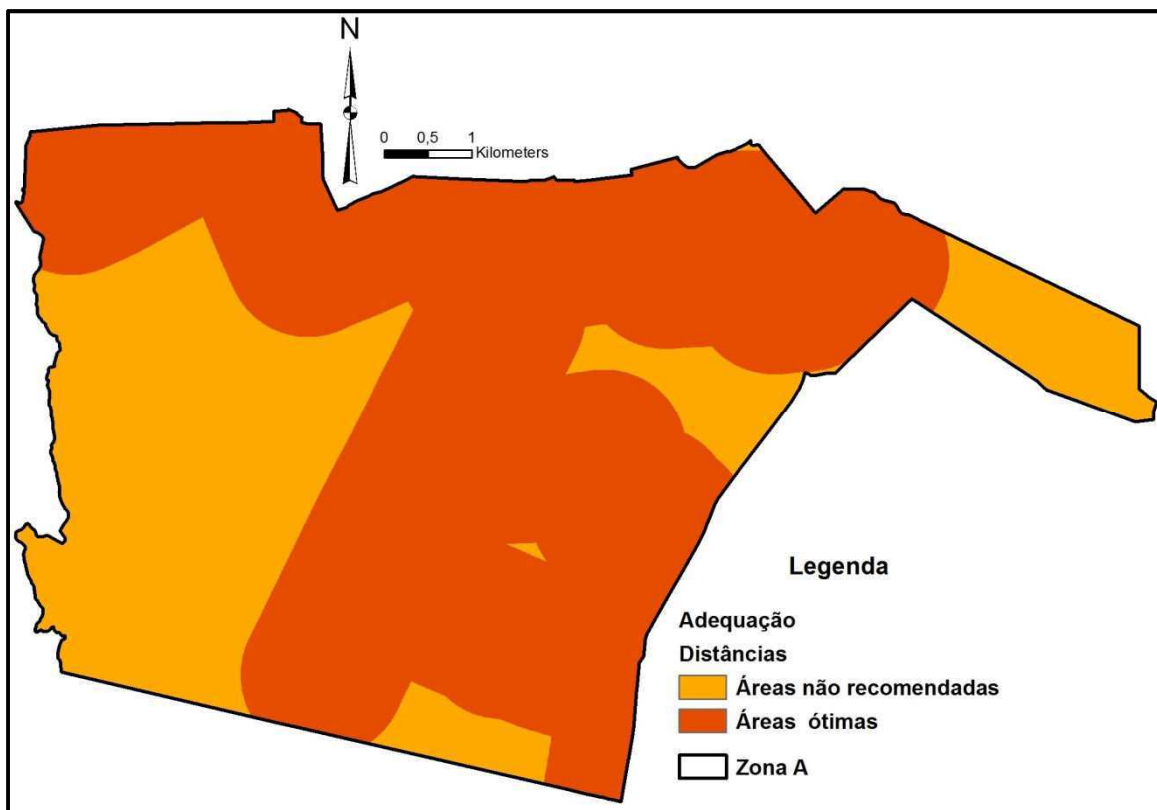 N
0 0,5 1
Kilometers
Legenda
Adequação
Distâncias
Áreas não recomendadas
Áreas ótimas
Zona A